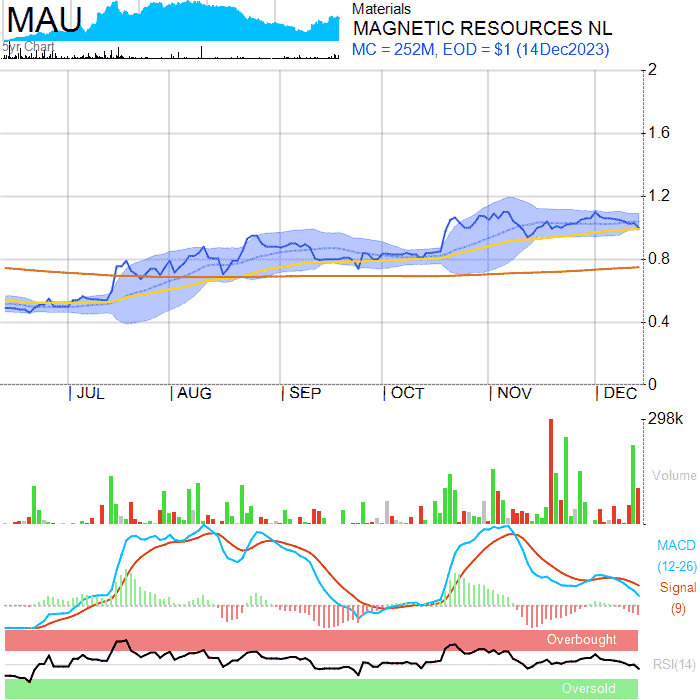 MAU
5yr Chart
Materials
MAGNETIC RESOURCES NL
MC = 252M, EOD = $1 (14Dec2023)
2
1.6
1.2
0.8
0.4
0
| JUL | AUG | SEP | OCT | NOV | DEC
298k
Volume
MACD
(12-26)
Signal
(9)
Overbought
RSI(14)
Oversold